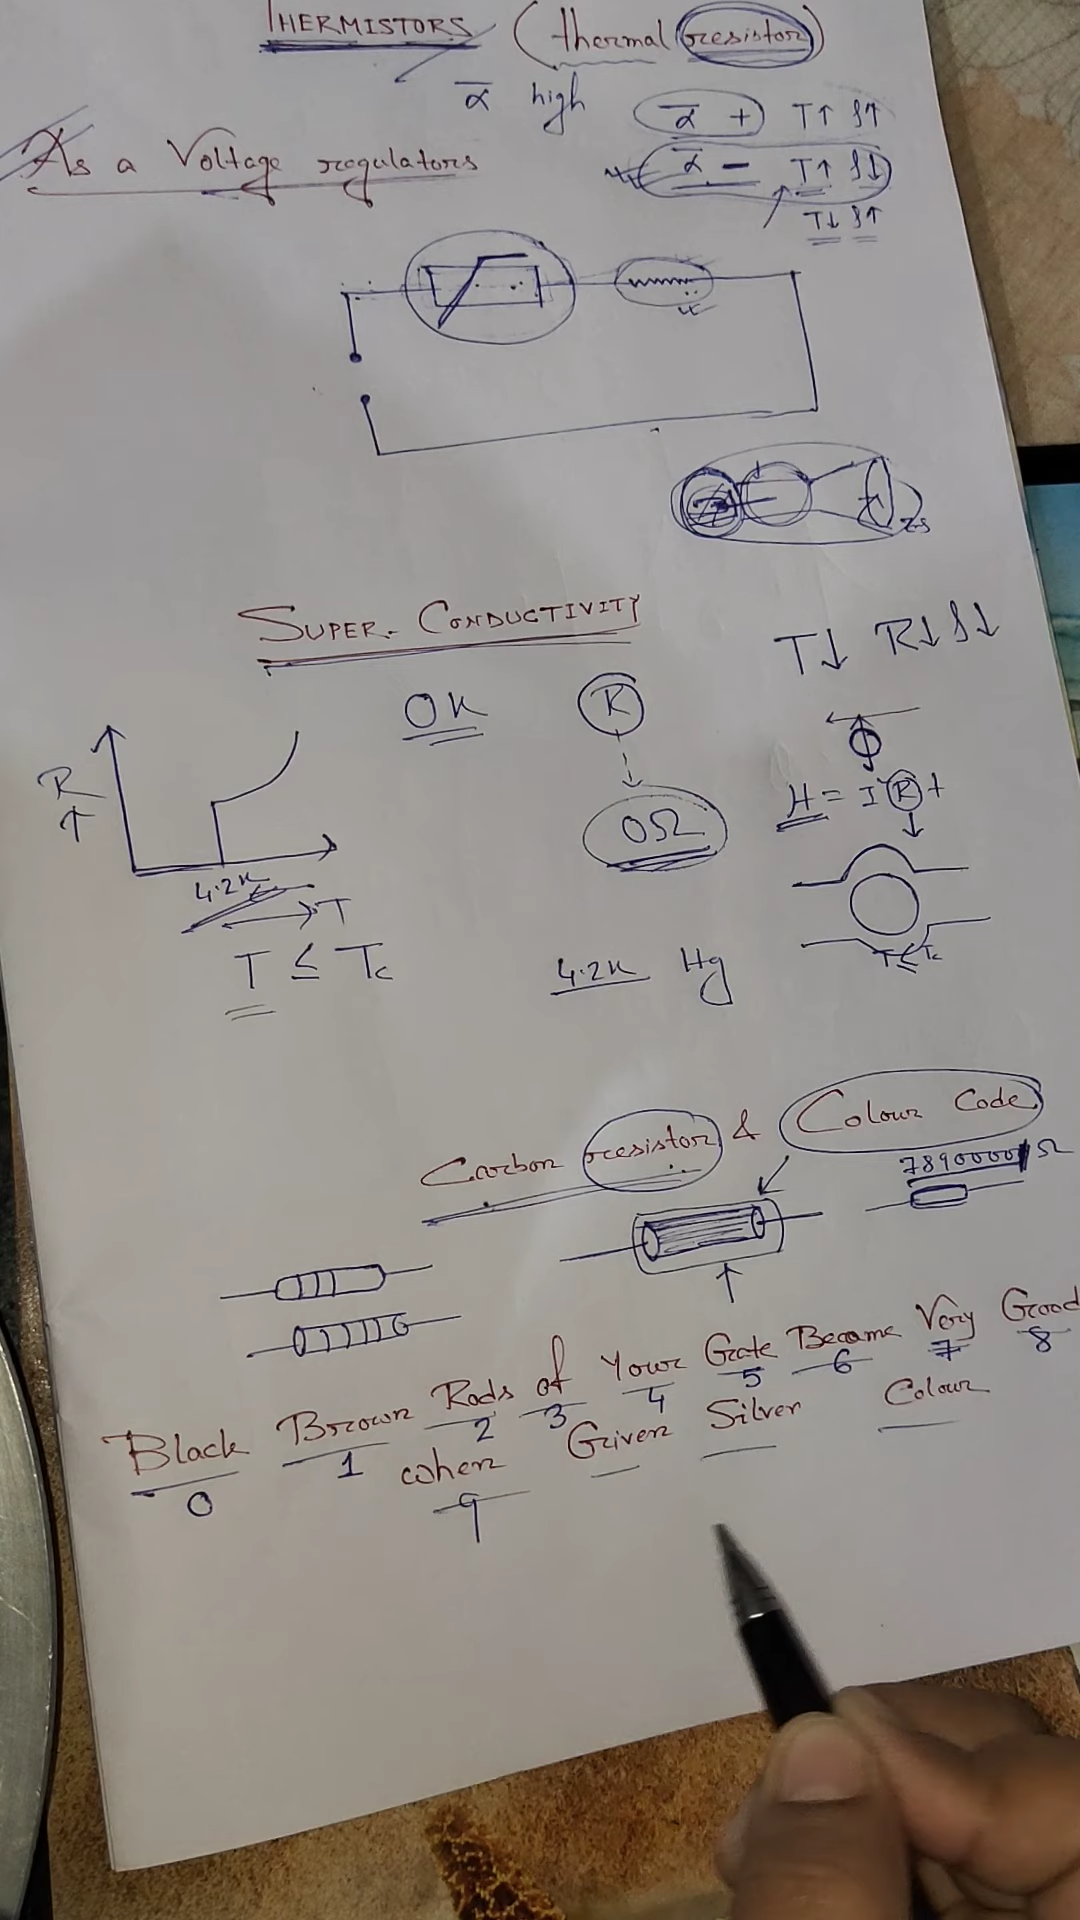 THERMISTORS (thermal resistor)
α high
α + T↑ ρ↑
As a Voltage regulators
α - T↑ ρ↓
T↓ ρ↑
SUPER-CONDUCTIVITY
T↓ R↓ ρ↓
0K R
R ↑
0Ω
H = I²Rt
4.2K
→ T
T ≤ Tc
4.2K Hg
T ≤ Tc
Carbon resistor & Colour Code
Ω
Black Brown Rods of Your Gate Became Very Good
0 1 2 3 4 5 6 7 8
when Given Silver Colour
9